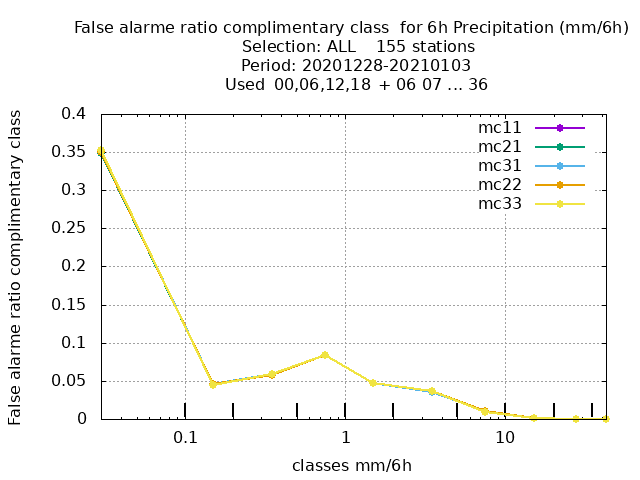 False alarme ratio complimentary class  for 6h Precipitation (mm/6h)
Selection: ALL    155 stations
Period: 20201228-20210103
Used  00,06,12,18  + 06 07 ... 36
False alarme ratio complimentary class
0.4
0.35
0.3
0.25
0.2
0.15
0.1
0.05
0
mc11
mc21
mc31
mc22
mc33
0.1
1
10
classes mm/6h